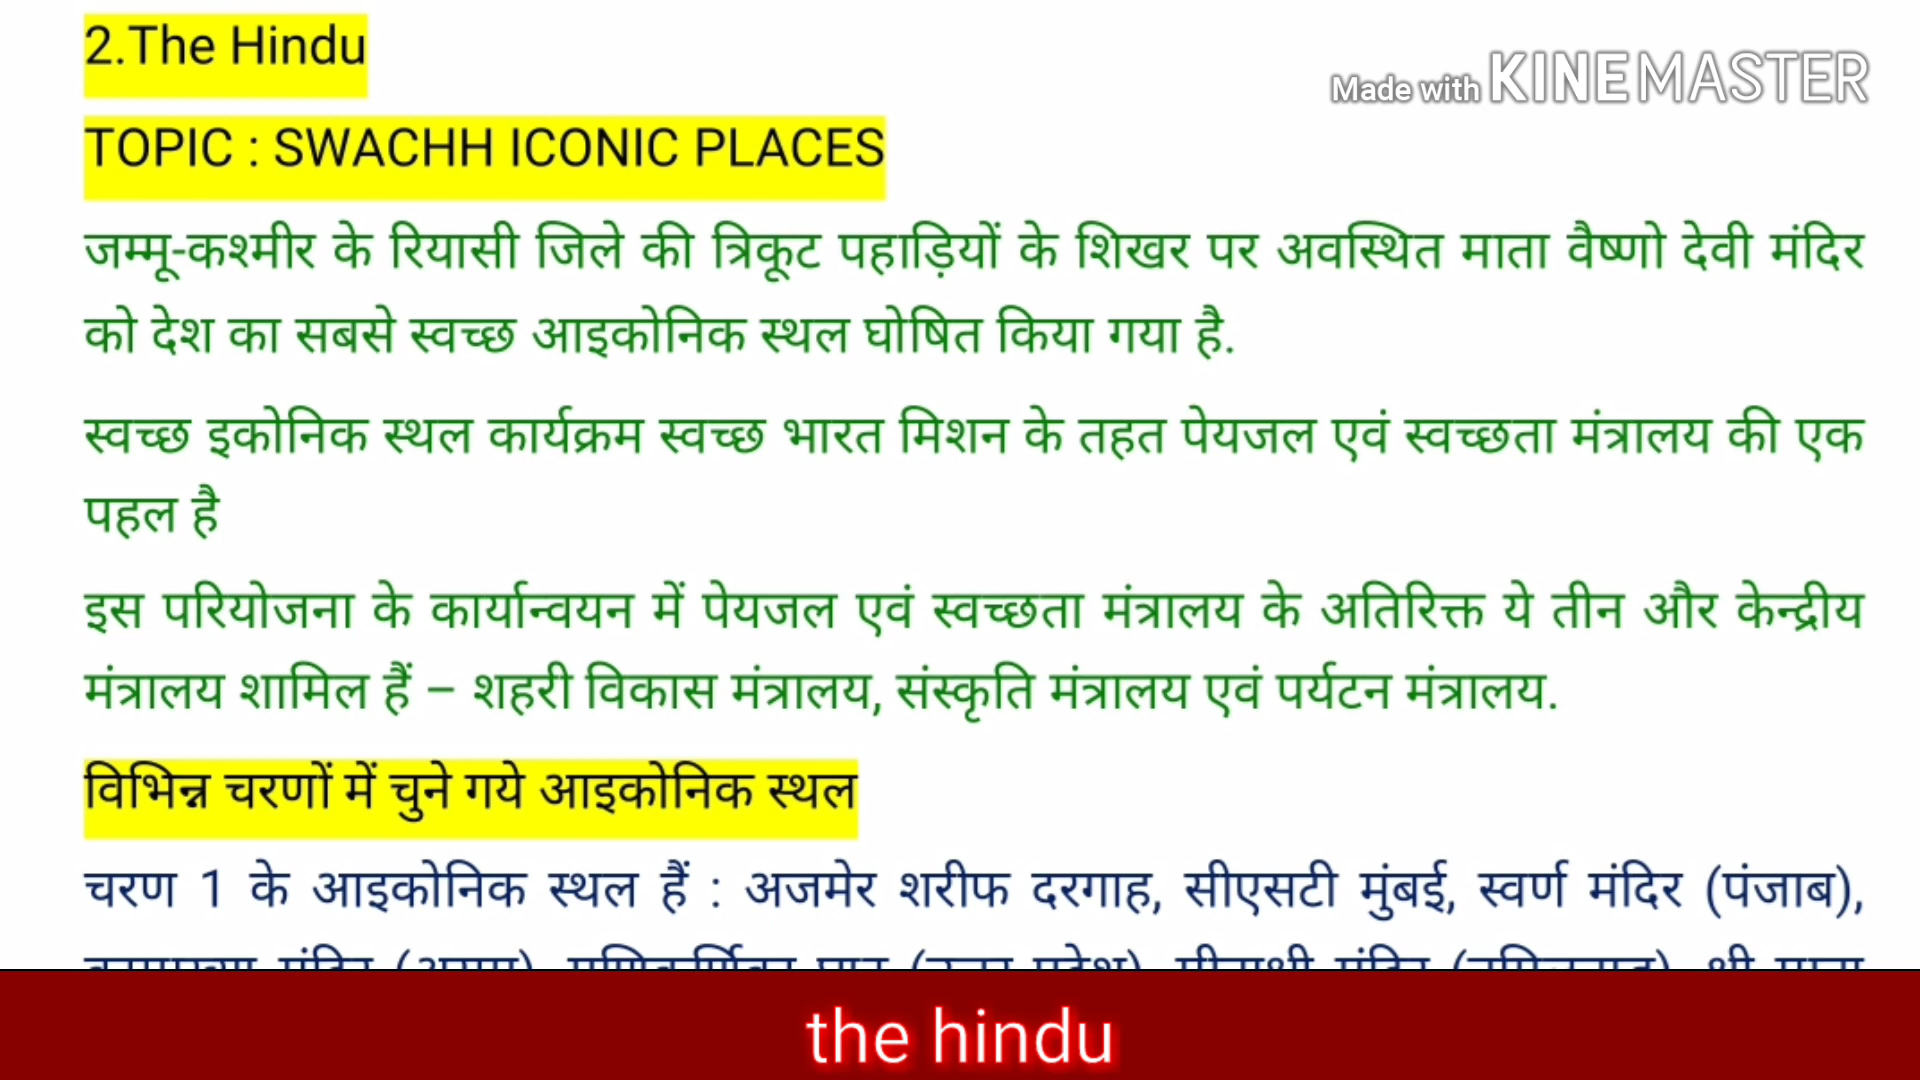 2.The Hindu
Made with KINEMASTER
TOPIC : SWACHH ICONIC PLACES
जम्मू-कश्मीर के रियासी जिले की त्रिकूट पहाड़ियों के शिखर पर अवस्थित माता वैष्णो देवी मंदिर
को देश का सबसे स्वच्छ आइकोनिक स्थल घोषित किया गया है.
स्वच्छ इकोनिक स्थल कार्यक्रम स्वच्छ भारत मिशन के तहत पेयजल एवं स्वच्छता मंत्रालय की एक
पहल है
इस परियोजना के कार्यान्वयन में पेयजल एवं स्वच्छता मंत्रालय के अतिरिक्त ये तीन और केन्द्रीय
मंत्रालय शामिल हैं – शहरी विकास मंत्रालय, संस्कृति मंत्रालय एवं पर्यटन मंत्रालय.
विभिन्न चरणों में चुने गये आइकोनिक स्थल
चरण 1 के आइकोनिक स्थल हैं : अजमेर शरीफ दरगाह, सीएसटी मुंबई, स्वर्ण मंदिर (पंजाब),
the hindu